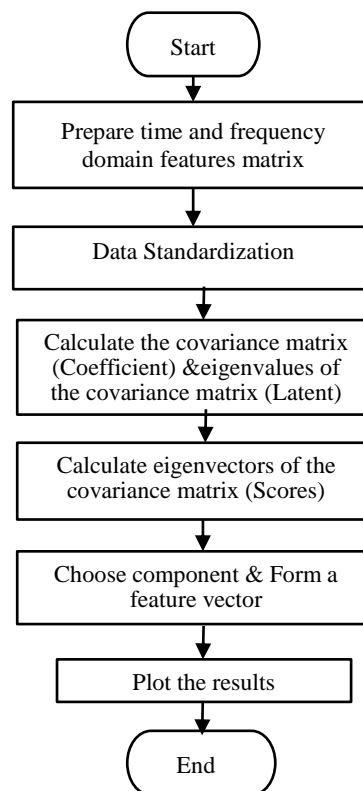 Start
Prepare time and frequency
domain features matrix
Data Standardization
Calculate the covariance matrix
(Coefficient) &eigenvalues of
the covariance matrix (Latent)
Calculate eigenvectors of the
covariance matrix (Scores)
Choose component & Form a
feature vector
Plot the results
End